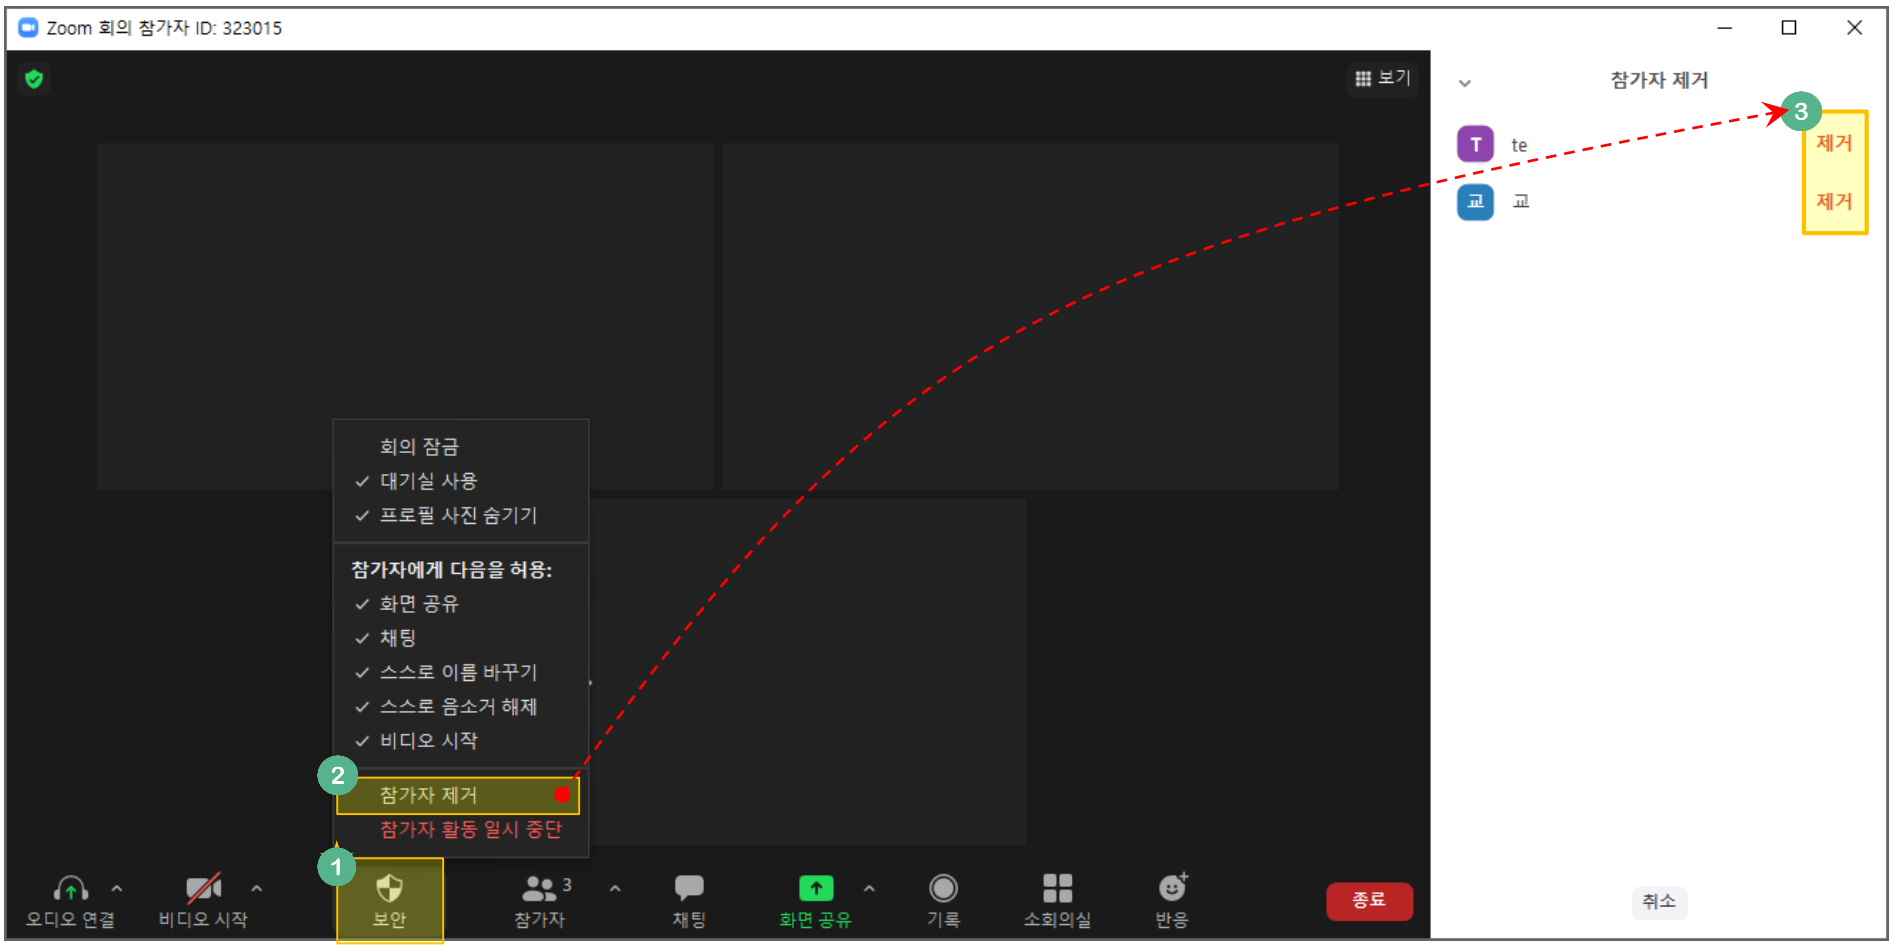 Zoom 회의 참가자 ID: 323015
보기
참가자 제거
3
T te 제거
교 교 제거
회의 잠금
대기실 사용
프로필 사진 숨기기
참가자에게 다음을 허용:
화면 공유
채팅
스스로 이름 바꾸기
스스로 음소거 해제
비디오 시작
2
참가자 제거
참가자 활동 일시 중단
1
오디오 연결
비디오 시작
보안
3
참가자
채팅
화면 공유
기록
소회의실
반응
종료
취소